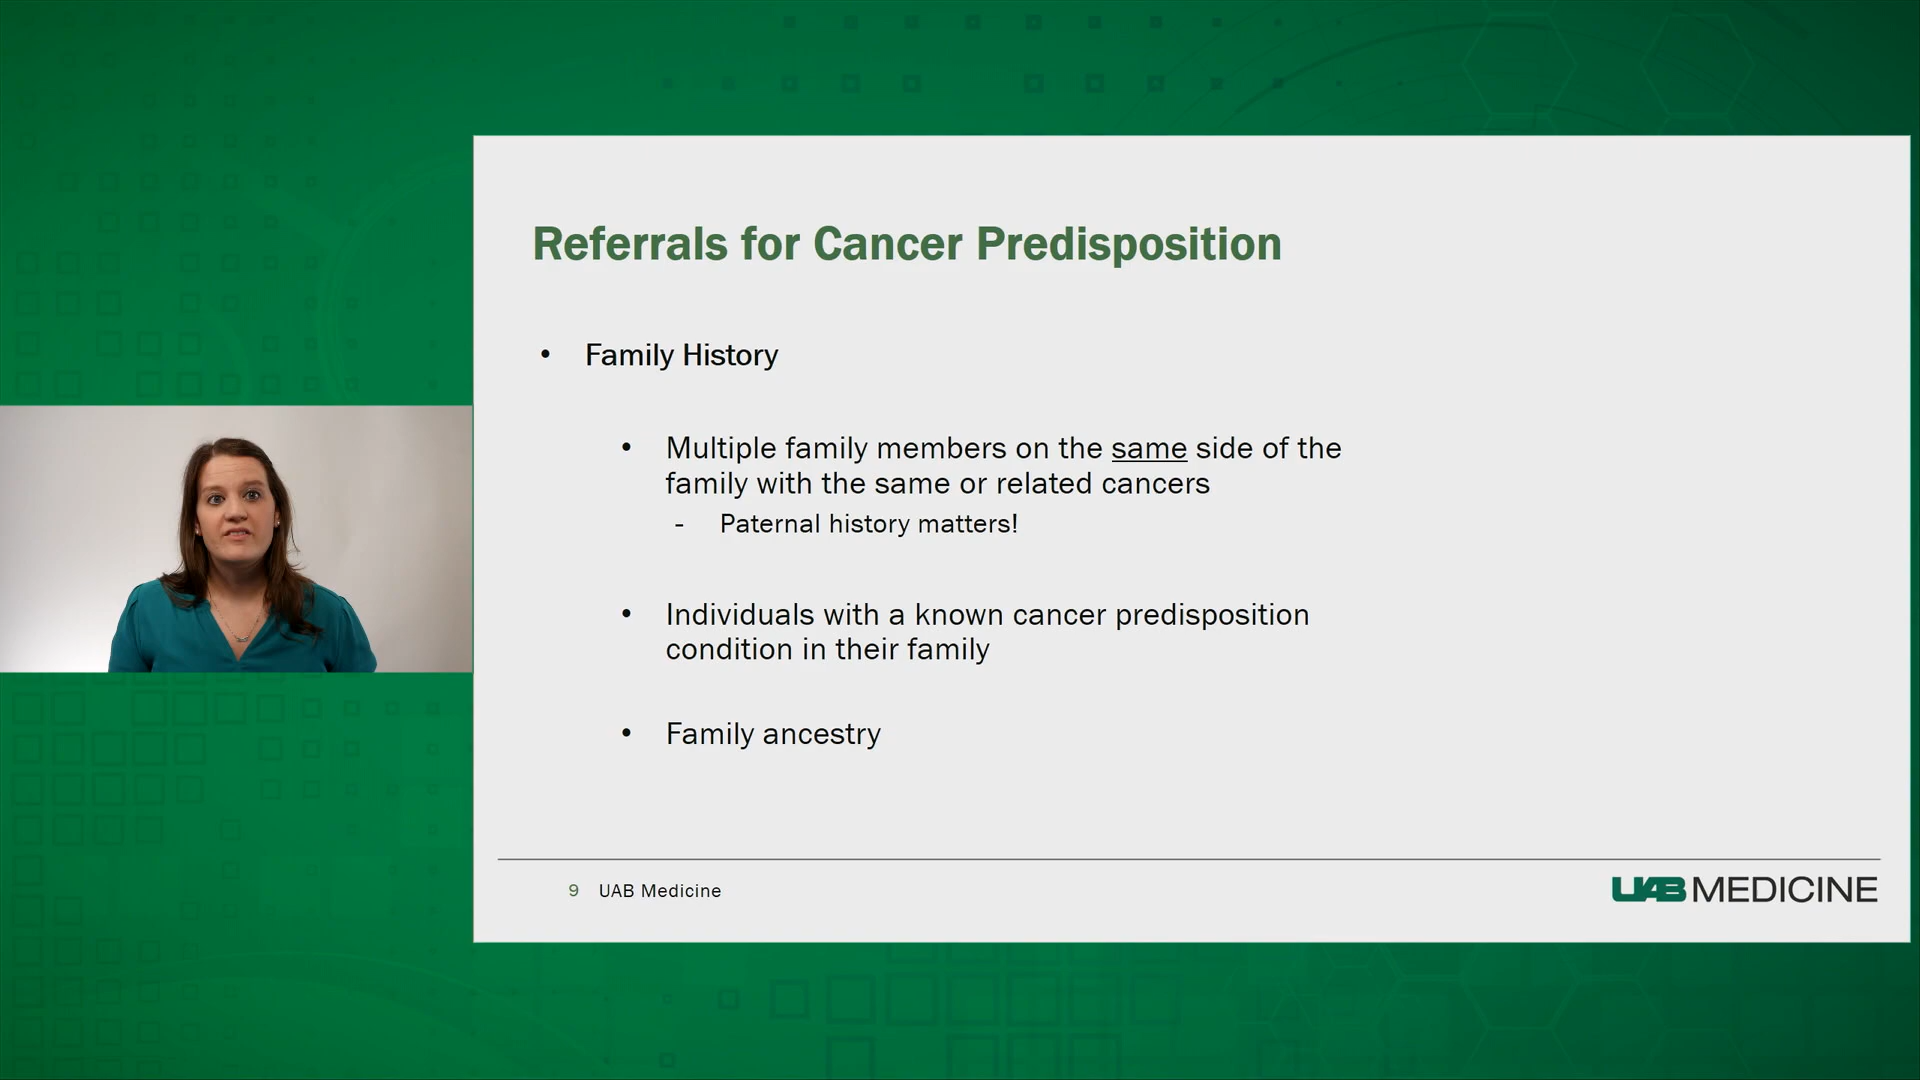 Referrals for Cancer Predisposition
• Family History
• Multiple family members on the same side of the
family with the same or related cancers
- Paternal history matters!
• Individuals with a known cancer predisposition
condition in their family
• Family ancestry
9 UAB Medicine
UAB MEDICINE